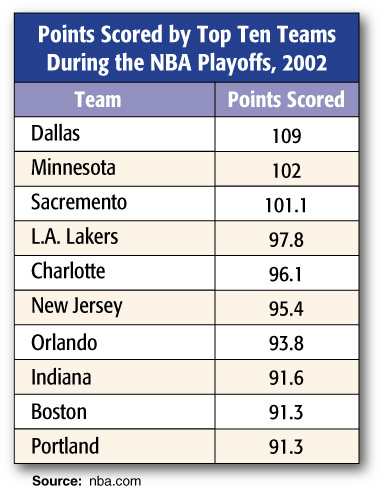 Points Scored by Top Ten Teams
During the NBA Playoffs, 2002
Team Points Scored
Dallas 109
Minnesota 102
Sacremento 101.1
L.A. Lakers 97.8
Charlotte 96.1
New Jersey 95.4
Orlando 93.8
Indiana 91.6
Boston 91.3
Portland 91.3
Source: nba.com